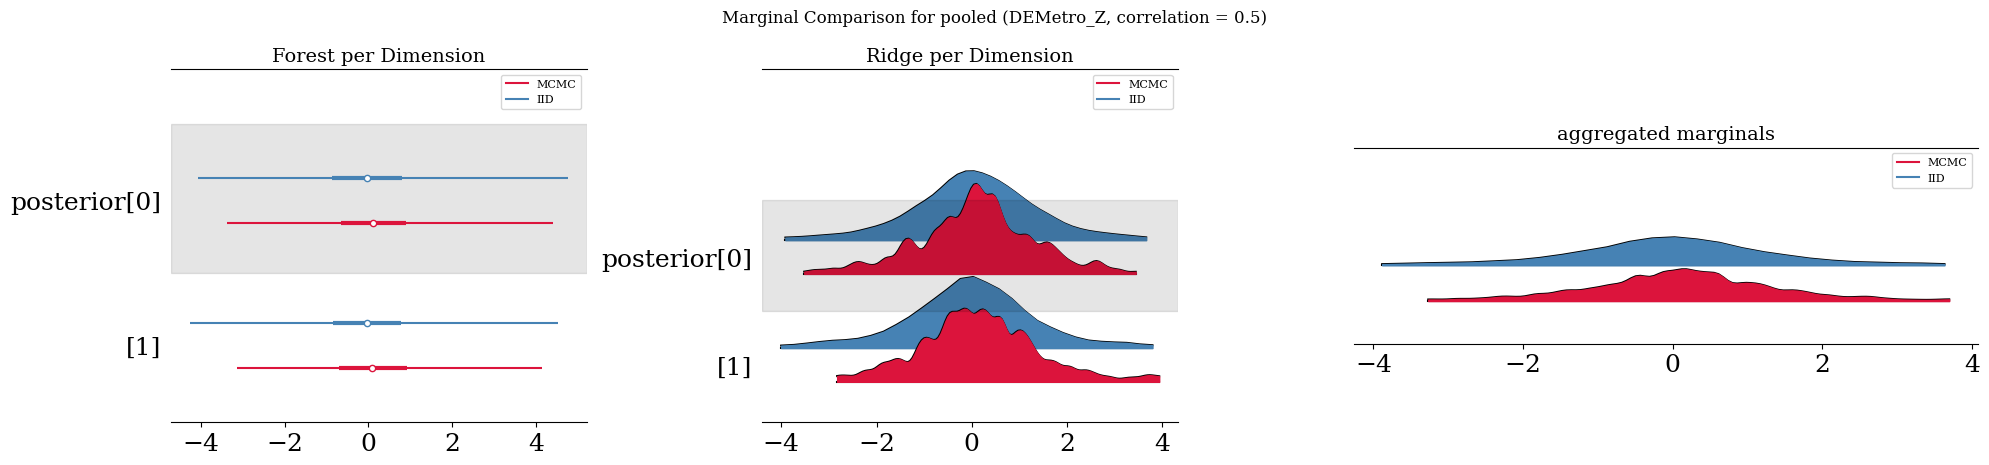 Marginal Comparison for pooled (DEMetro_Z, correlation = 0.5)
Forest per Dimension
MCMC
IID
posterior[0]
[1]
−4 −2 0 2 4
Ridge per Dimension
MCMC
IID
posterior[0]
[1]
−4 −2 0 2 4
aggregated marginals
MCMC
IID
−4 −2 0 2 4